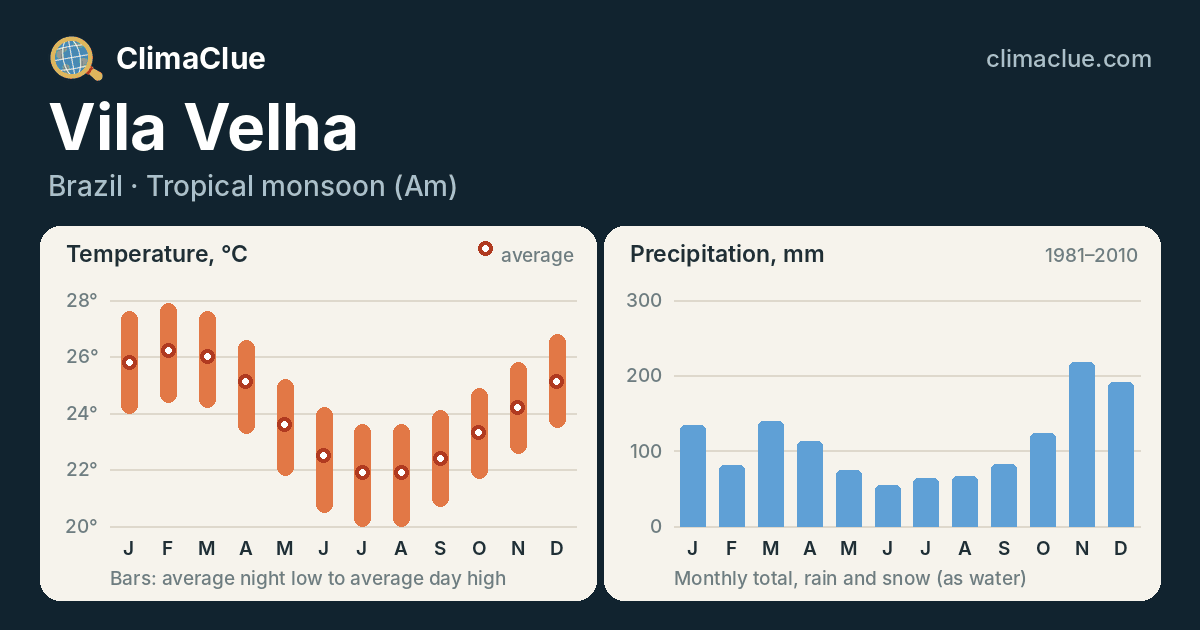 ClimaClue
climaclue.com
Vila Velha
Brazil · Tropical monsoon (Am)
Temperature, °C
average
28°
26°
24°
22°
20°
J F M A M J J A S O N D
Bars: average night low to average day high
Precipitation, mm
1981–2010
300
200
100
0
J F M A M J J A S O N D
Monthly total, rain and snow (as water)